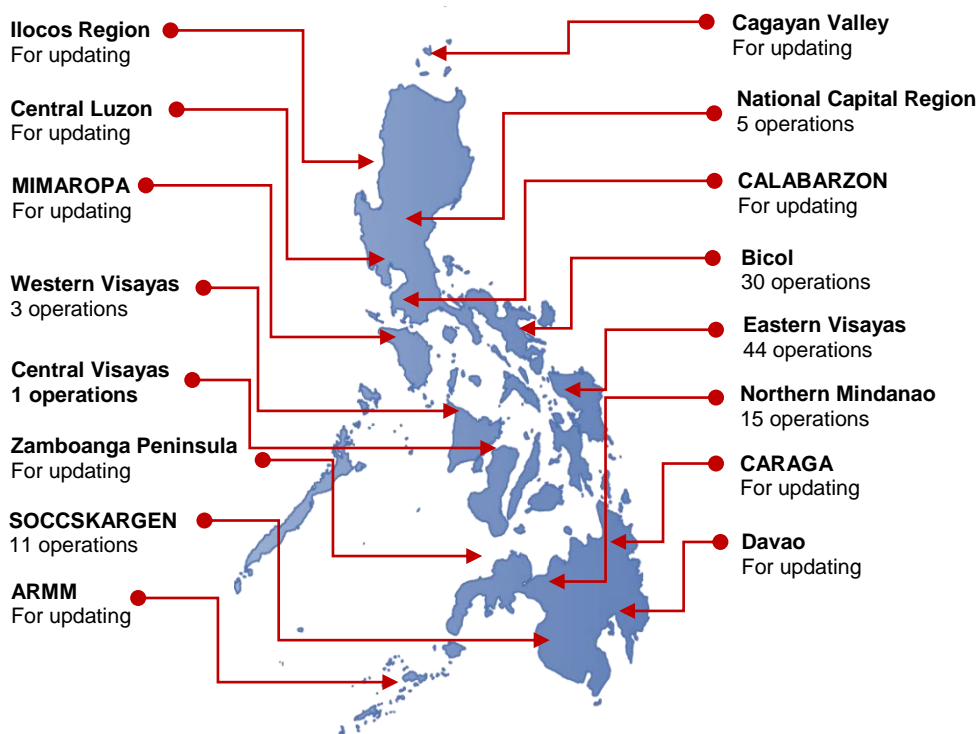 Ilocos Region
For updating
Central Luzon
For updating
MIMAROPA
For updating
Western Visayas
3 operations
Central Visayas
1 operations
Zamboanga Peninsula
For updating
SOCCSKARGEN
11 operations
ARMM
For updating
Cagayan Valley
For updating
National Capital Region
5 operations
CALABARZON
For updating
Bicol
30 operations
Eastern Visayas
44 operations
Northern Mindanao
15 operations
CARAGA
For updating
Davao
For updating